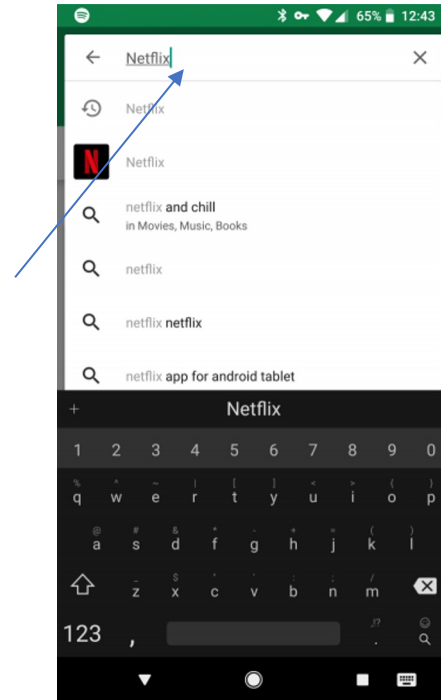 65% 12:43
Netflix
Netflix
N Netflix
netflix and chill
in Movies, Music, Books
netflix
netflix netflix
netflix app for android tablet
+ Netflix
1 2 3 4 5 6 7 8 9 0
% ^ ~ | [ ] < > { }
q w e r t y u i o p
@ # & * - + = ( )
a s d f g h j k l
_ $ " ' : ; /
z x c v b n m
!?
123 , .